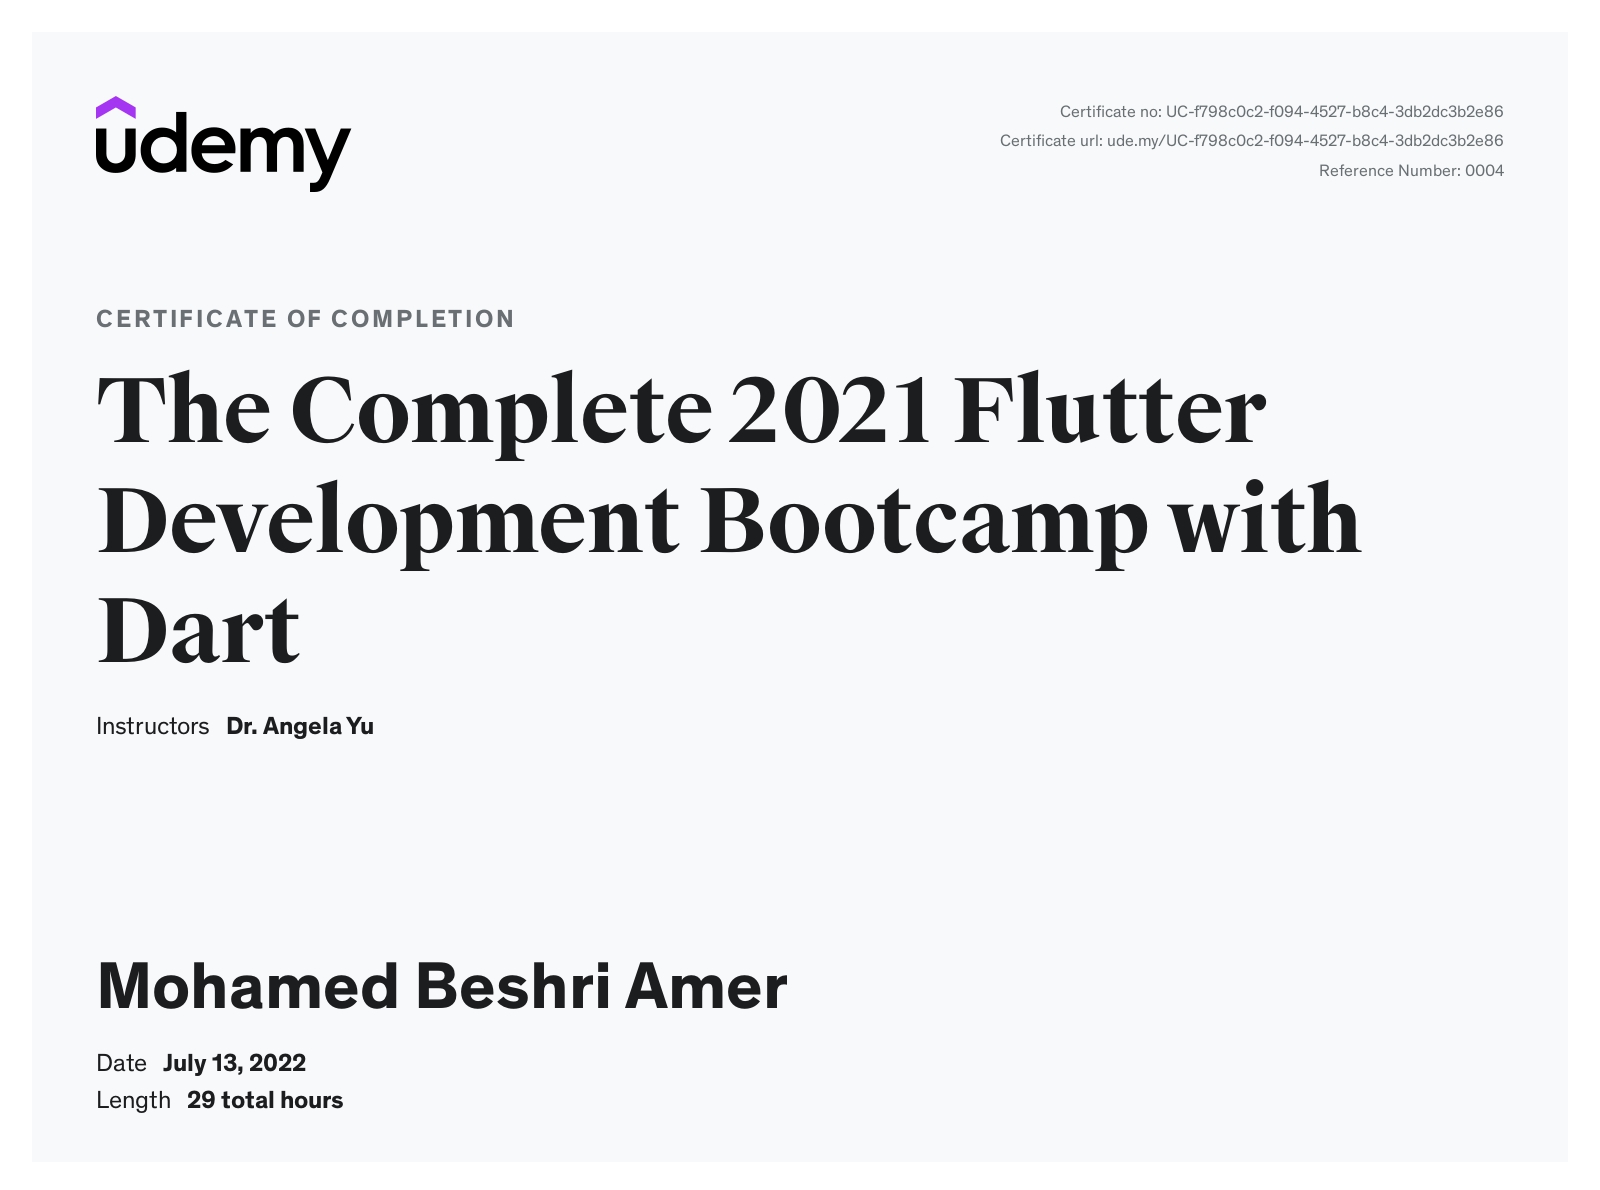 udemy
Certificate no: UC-f798c0c2-f094-4527-b8c4-3db2dc3b2e86
Certificate url: ude.my/UC-f798c0c2-f094-4527-b8c4-3db2dc3b2e86
Reference Number: 0004
CERTIFICATE OF COMPLETION
The Complete 2021 Flutter
Development Bootcamp with
Dart
Instructors Dr. Angela Yu
Mohamed Beshri Amer
Date July 13, 2022
Length 29 total hours